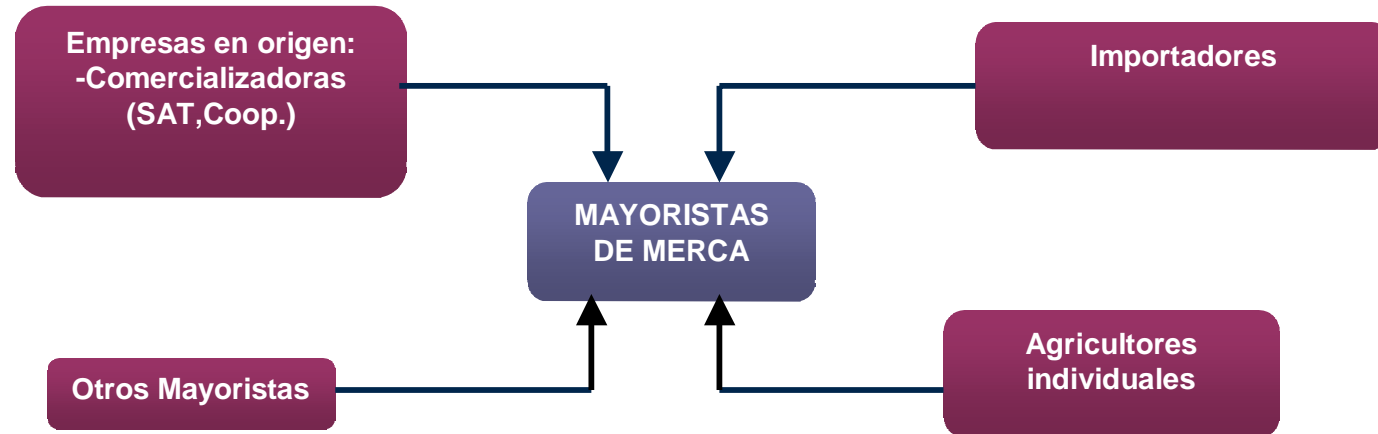 Empresas en origen:
-Comercializadoras
(SAT,Coop.)
Importadores
MAYORISTAS
DE MERCA
Otros Mayoristas
Agricultores
individuales